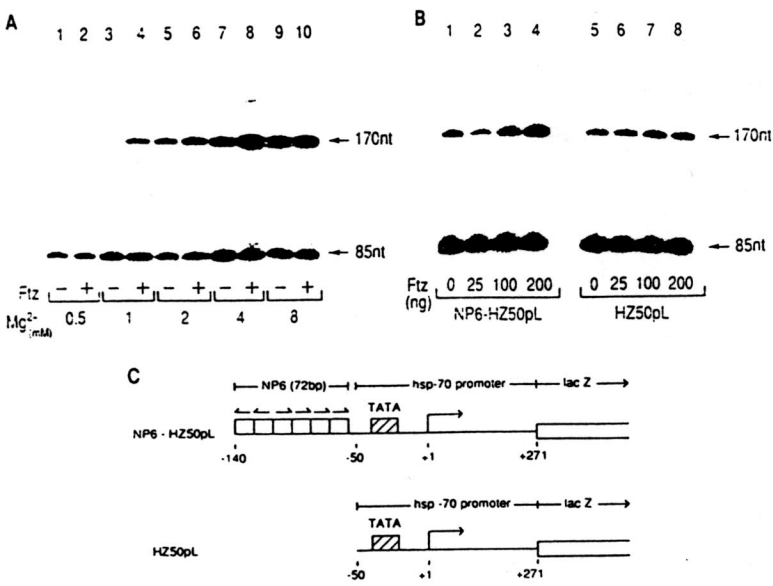 A
1 2 3 4 5 6 7 8 9 10
170nt
85nt
Ftz − + − + − + − + − +
Mg2- (mM) 0.5 1 2 4 8
B
1 2 3 4 5 6 7 8
170nt
85nt
Ftz (ng) 0 25 100 200 0 25 100 200
NP6-HZ50pL HZ50pL
C
NP6 (72bp) hsp-70 promoter lac Z
TATA
NP6 - HZ50pL
-140 -50 +1 +271
hsp -70 promoter lac Z
TATA
HZ50pL
-50 +1 +271